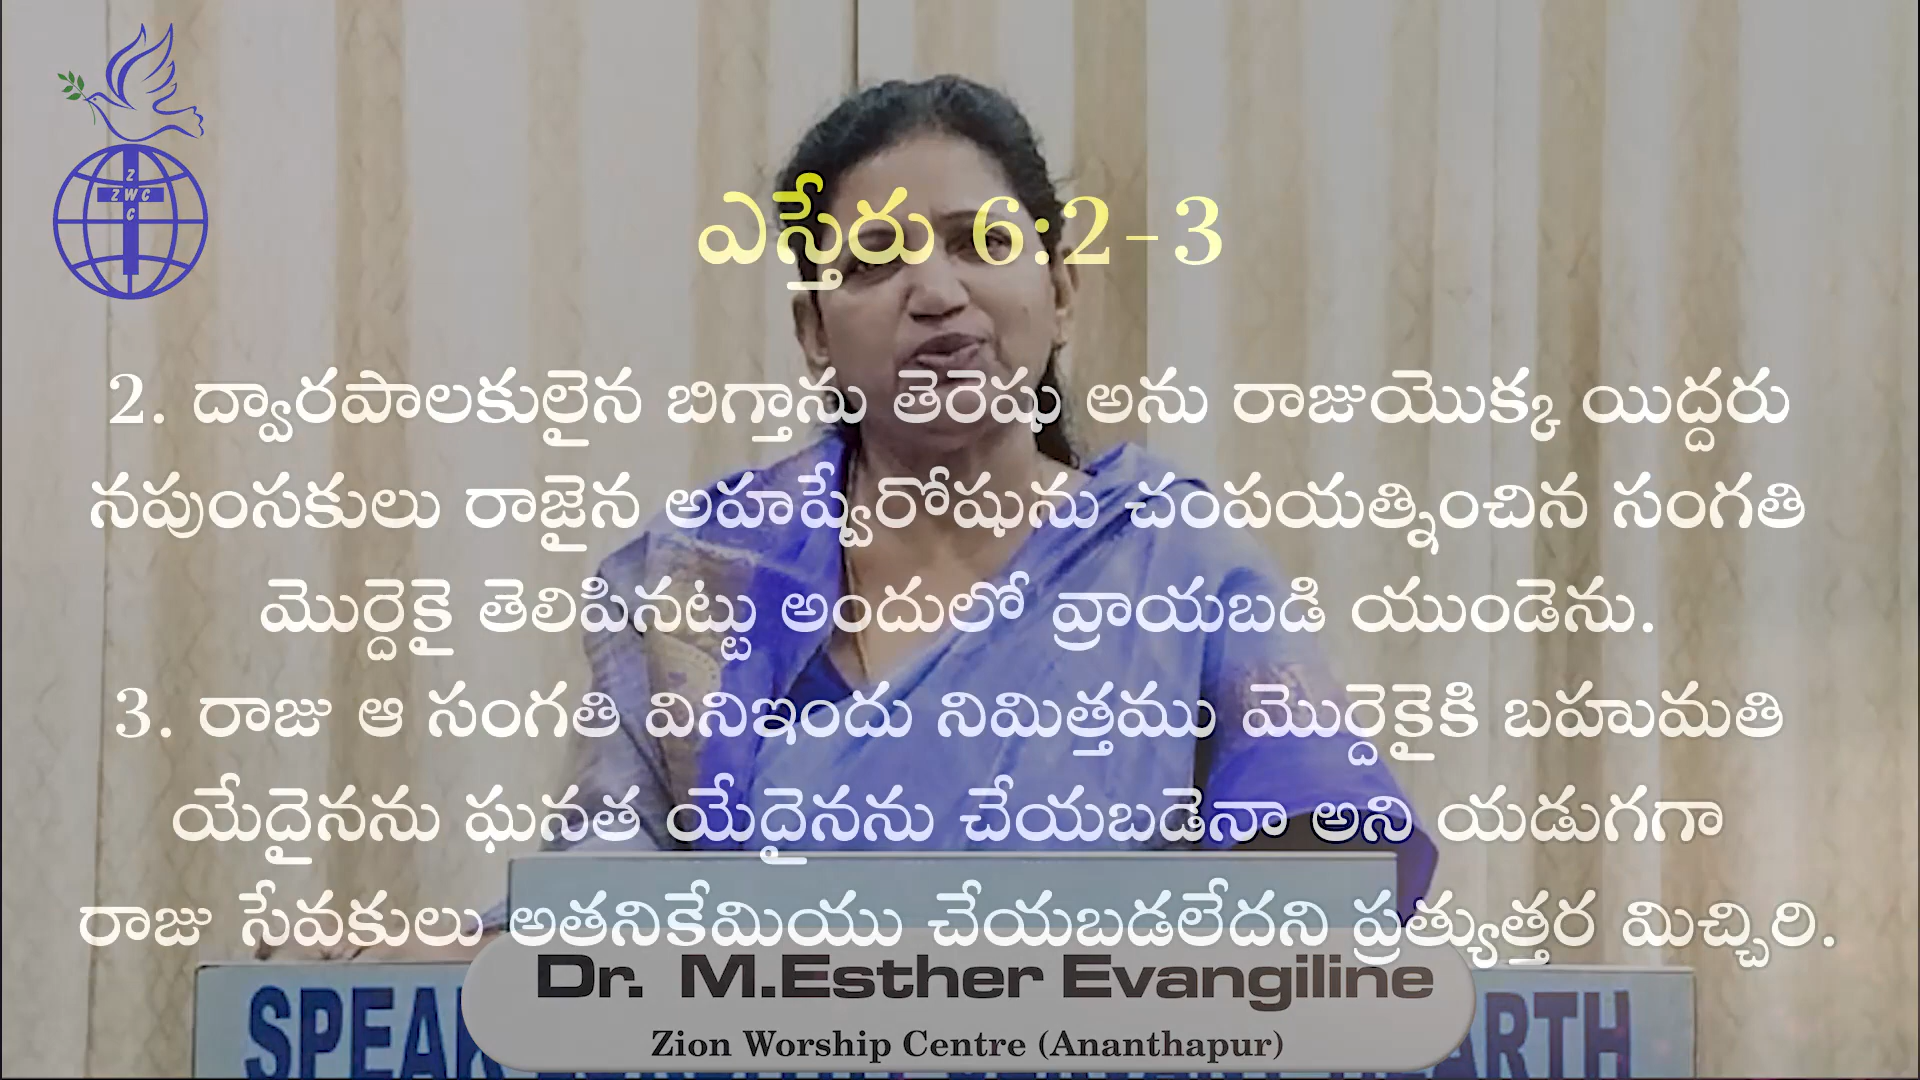 Z
Z W C
C
ఎస్తేరు 6:2-3
2. ద్వారపాలకులైన బిగ్తాను తెరెషు అను రాజుయొక్క యిద్దరు
నపుంసకులు రాజైన అహష్వేరోషును చంపయత్నించిన సంగతి
మొర్దెకై తెలిపినట్టు అందులో వ్రాయబడి యుండెను.
3. రాజు ఆ సంగతి వినిఇందు నిమిత్తము మొర్దెకైకి బహుమతి
యేదైనను ఘనత యేదైనను చేయబడెనా అని యడుగగా
రాజు సేవకులు అతనికేమియు చేయబడలేదని ప్రత్యుత్తర మిచ్చిరి.
Dr. M.Esther Evangiline
Zion Worship Centre (Ananthapur)
SPEAK